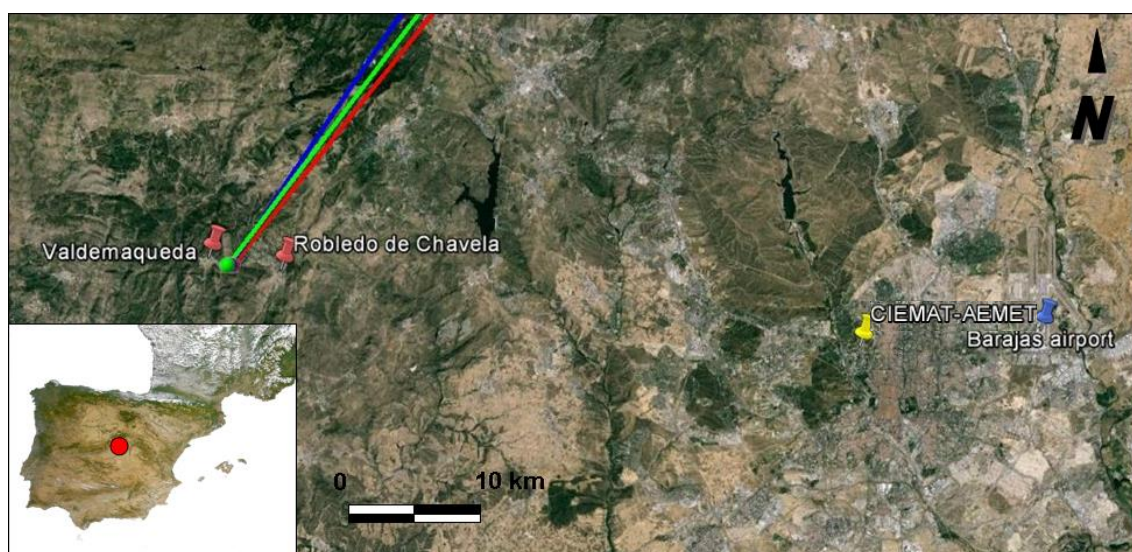 N
Valdemaqueda
Robledo de Chavela
CIEMAT-AEMET
Barajas airport
0 10 km